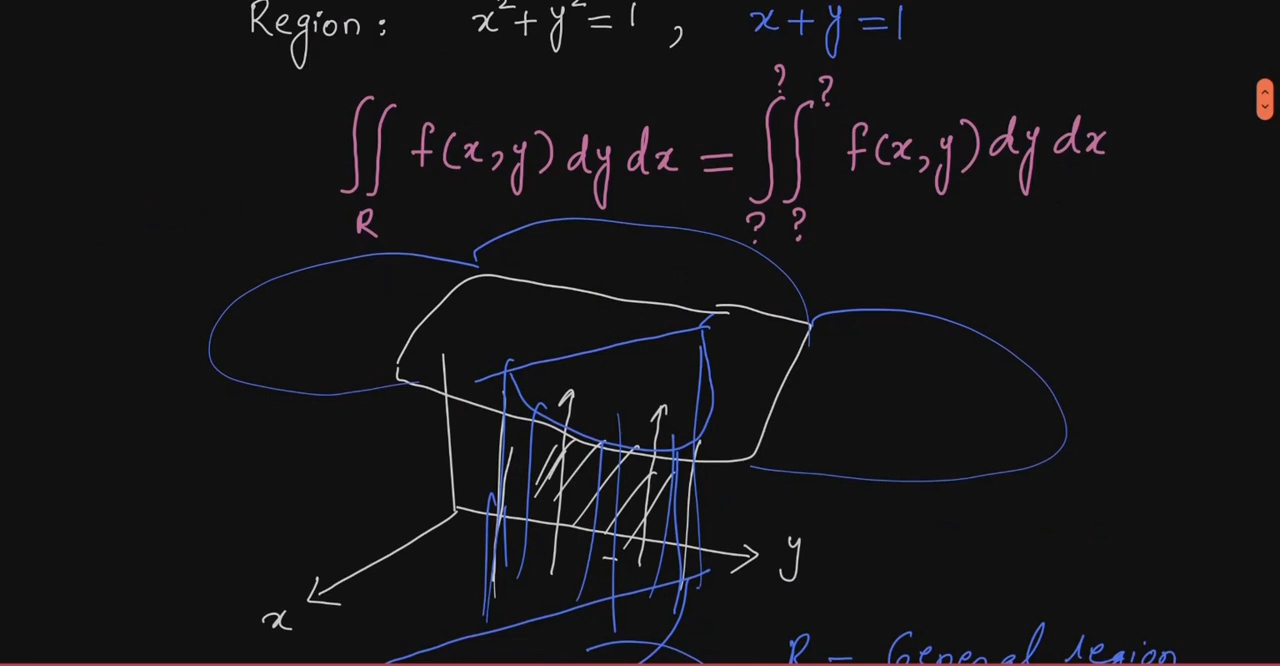 Region : x² + y² = 1 , x + y = 1
∬_R f(x,y) dy dx = ∫_?^? ∫_?^? f(x,y) dy dx
y
x
R – General region